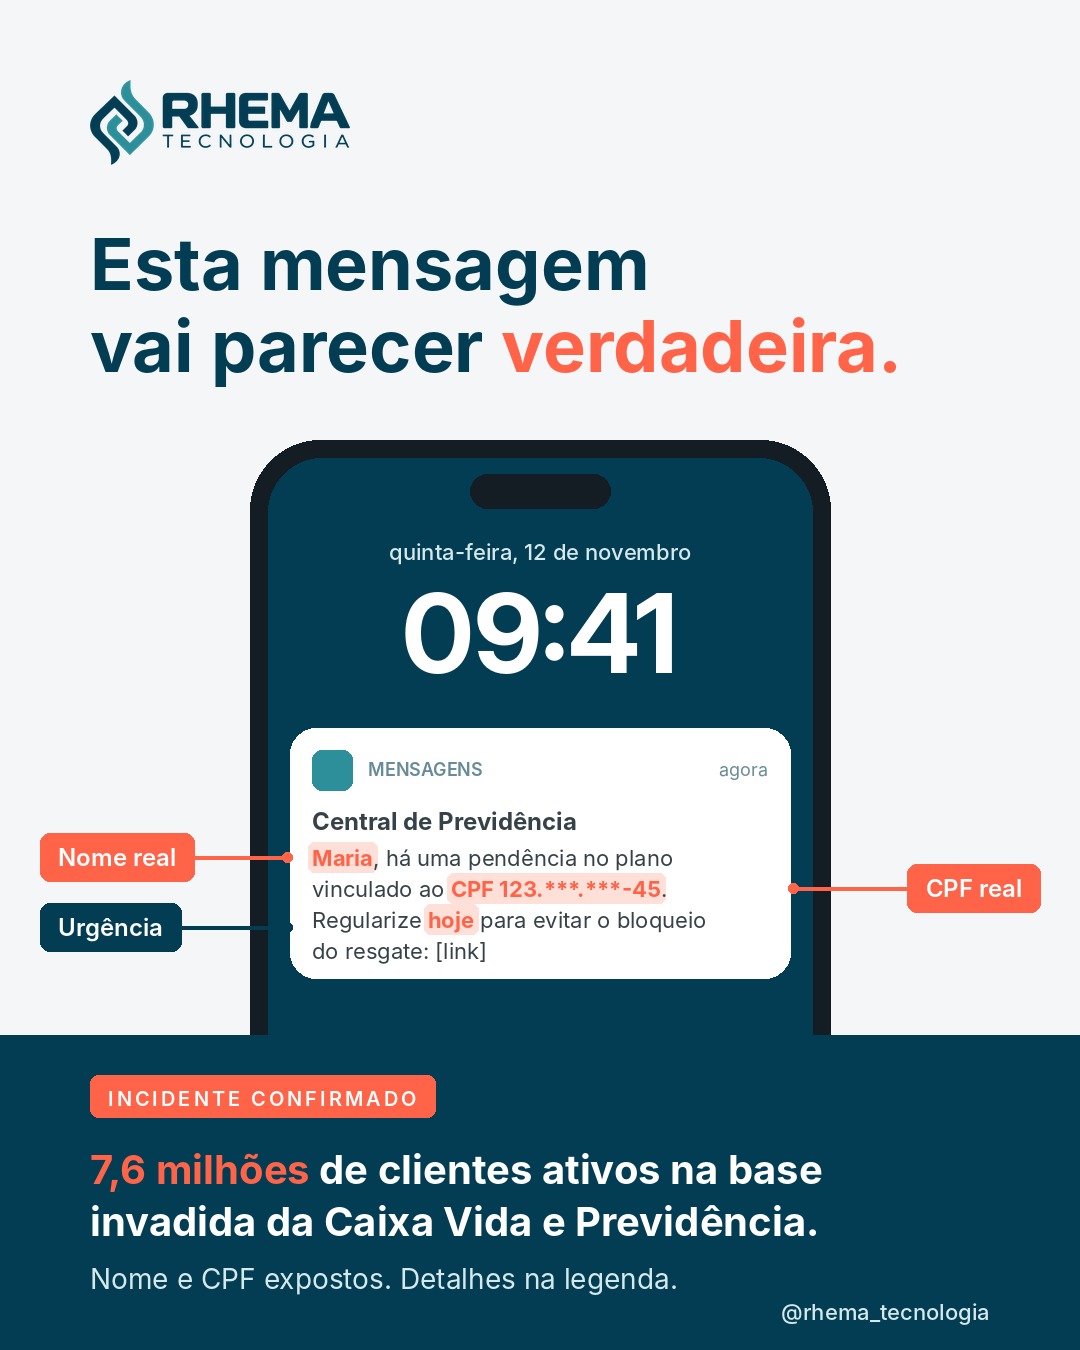 RHEMA
TECNOLOGIA
Esta mensagem
vai parecer verdadeira.
quinta-feira, 12 de novembro
09:41
MENSAGENS
agora
Central de Previdência
Maria, há uma pendência no plano
vinculado ao CPF 123.***.***-45.
Regularize hoje para evitar o bloqueio
do resgate: [link]
Nome real
Urgência
CPF real
INCIDENTE CONFIRMADO
7,6 milhões de clientes ativos na base
invadida da Caixa Vida e Previdência.
Nome e CPF expostos. Detalhes na legenda.
@rhema_tecnologia